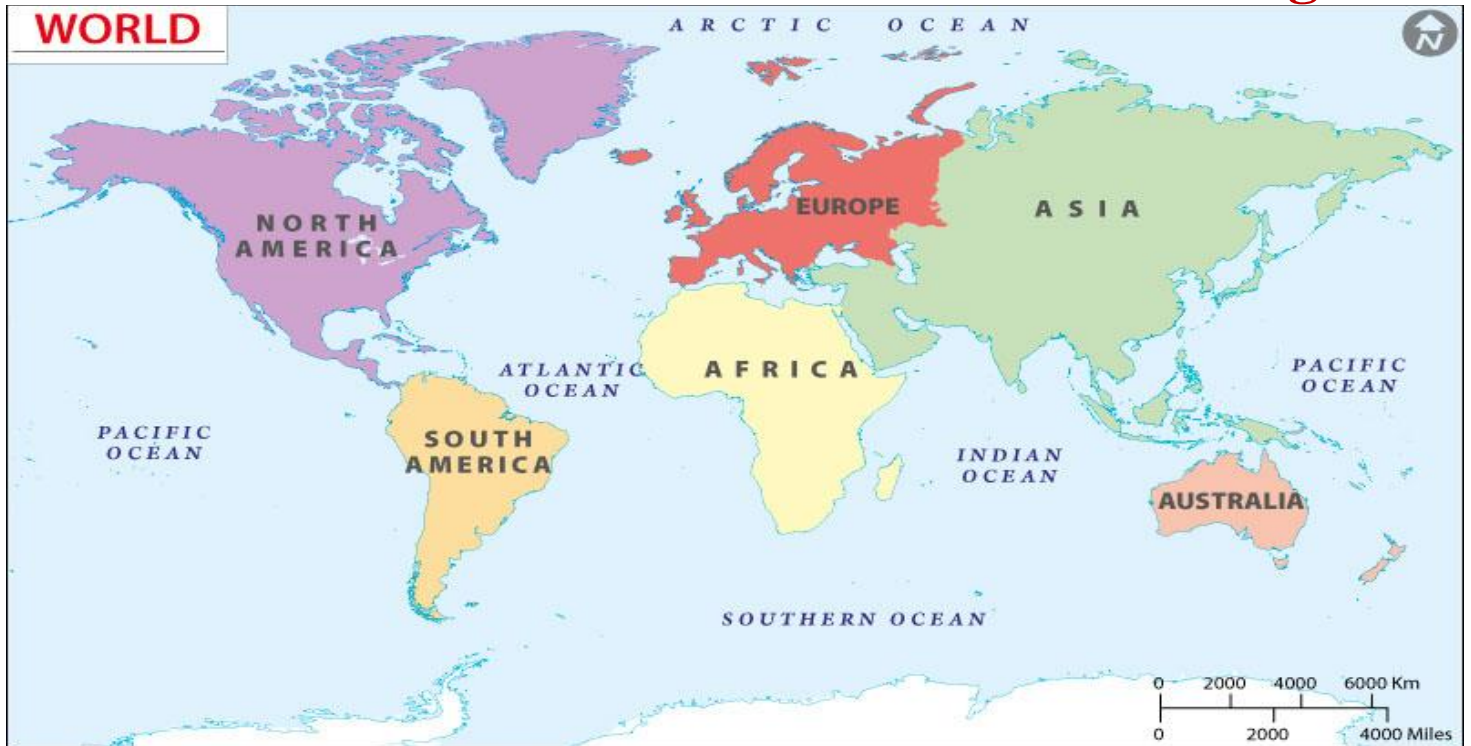 WORLD
ARCTIC OCEAN
N
NORTH
AMERICA
EUROPE
ASIA
ATLANTIC
OCEAN
AFRICA
PACIFIC
OCEAN
PACIFIC
OCEAN
SOUTH
AMERICA
INDIAN
OCEAN
AUSTRALIA
SOUTHERN OCEAN
0 2000 4000 6000 Km
0 2000 4000 Miles